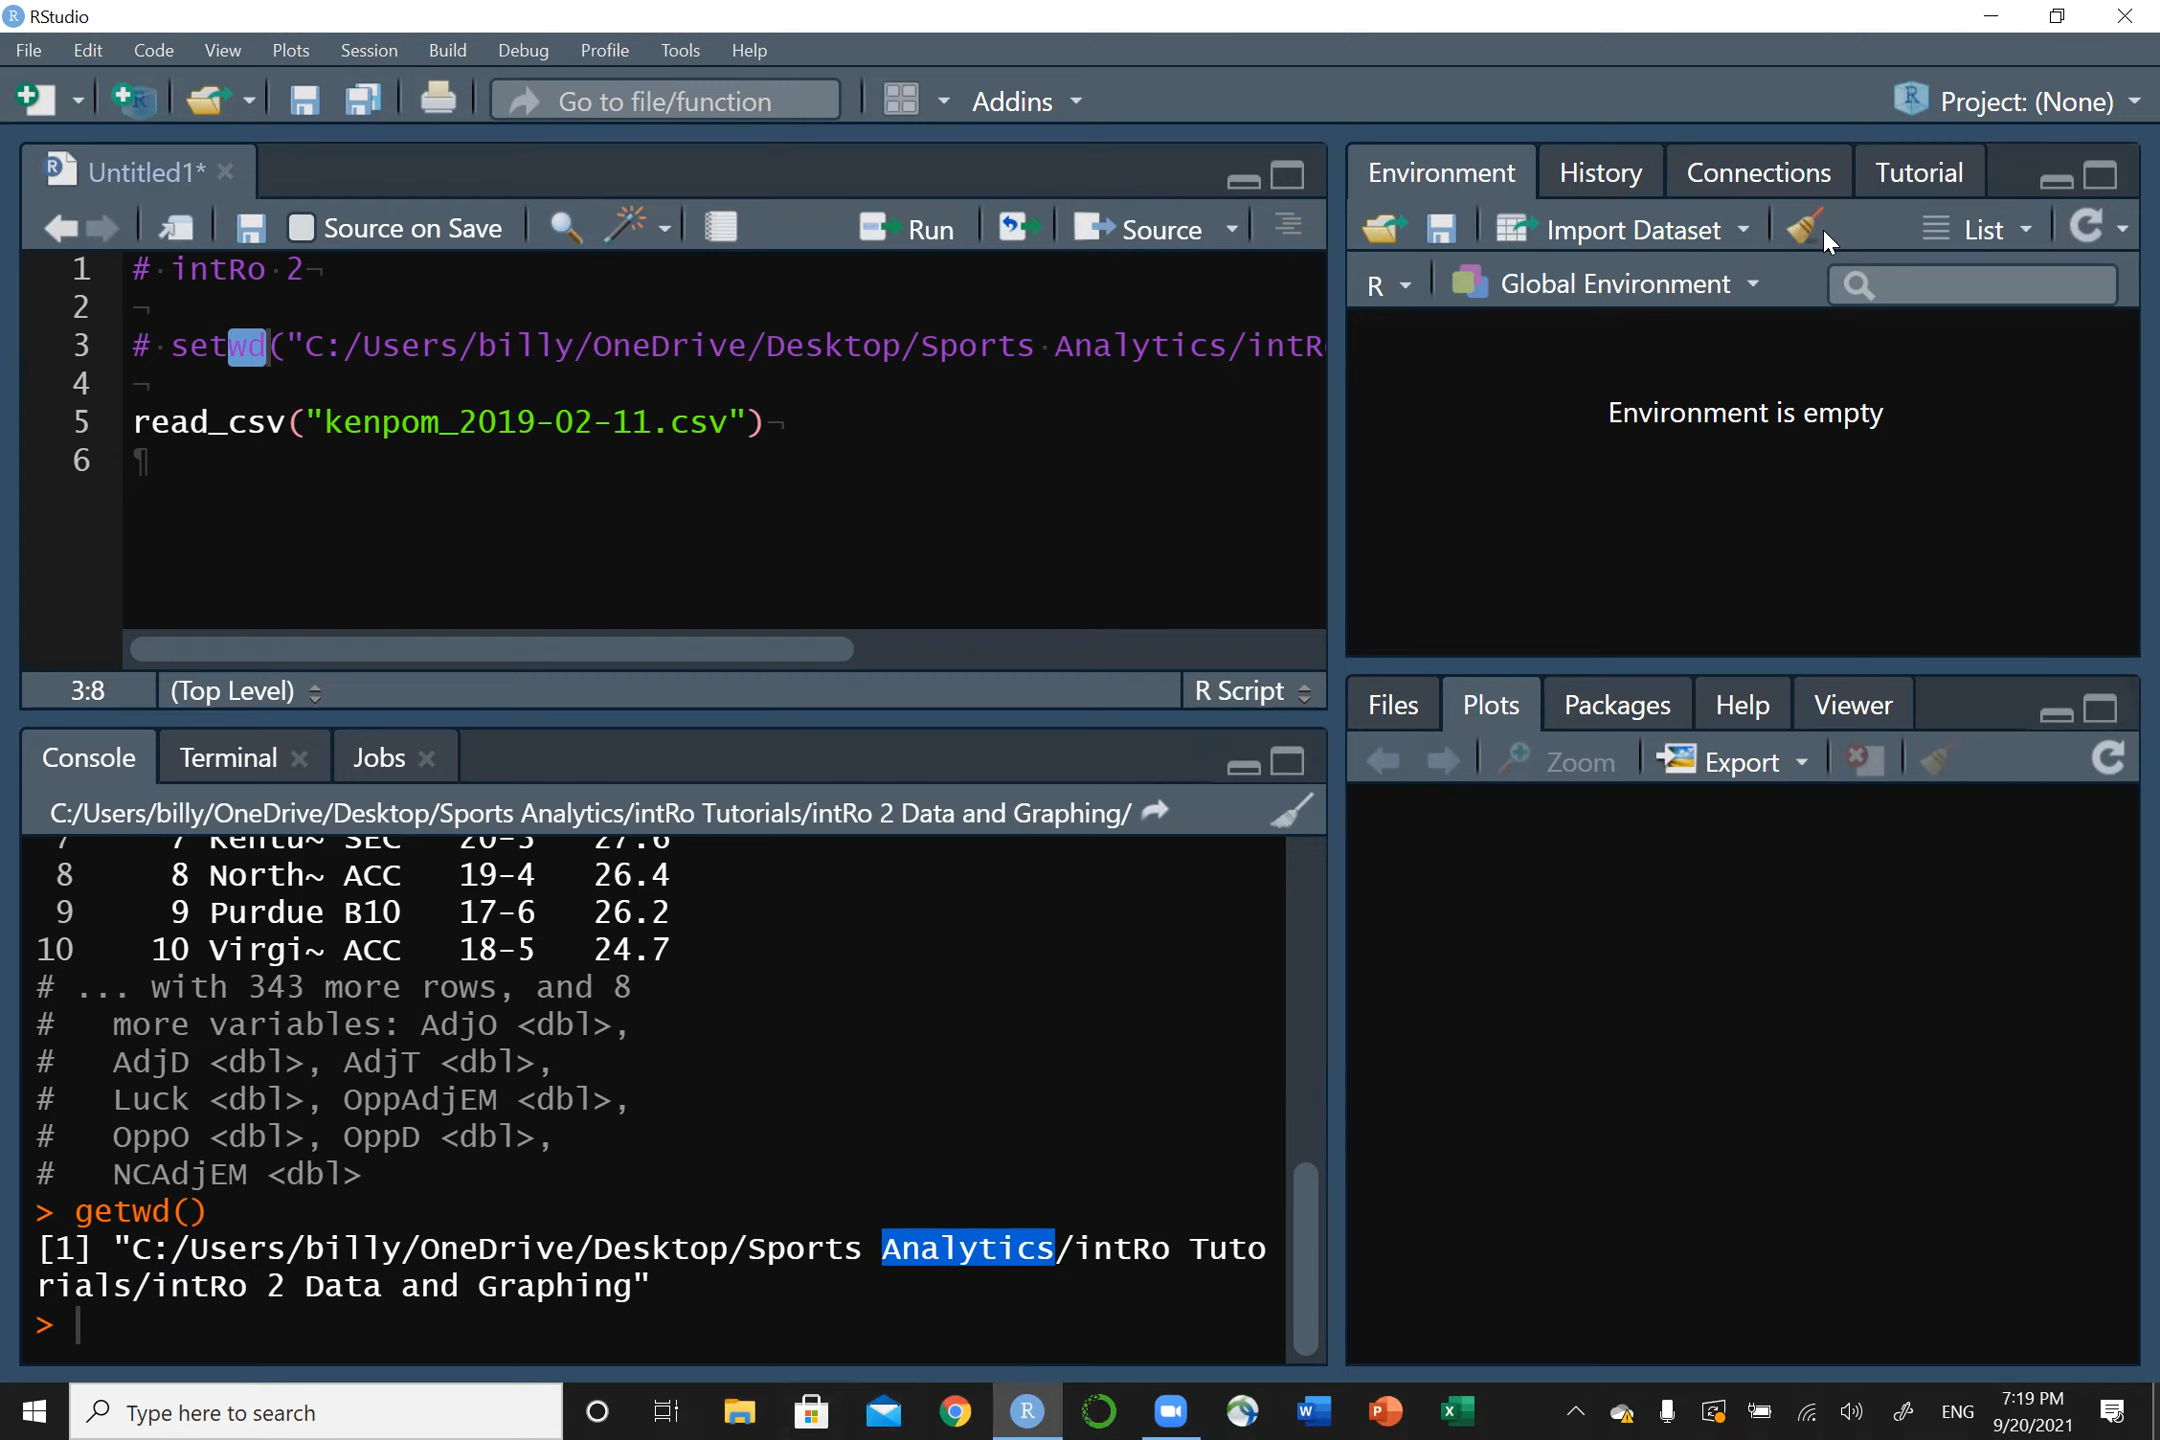 RStudio
File Edit Code View Plots Session Build Debug Profile Tools Help
Go to file/function Addins Project: (None)
Untitled1*
Source on Save Run Source
1 # intRo 2
2
3 # setwd("C:/Users/billy/OneDrive/Desktop/Sports Analytics/intR
4
5 read_csv("kenpom_2019-02-11.csv")
6
3:8 (Top Level) R Script
Console Terminal Jobs
C:/Users/billy/OneDrive/Desktop/Sports Analytics/intRo Tutorials/intRo 2 Data and Graphing/
7 7 Kentu~ SEC 20-3 27.6
8 8 North~ ACC 19-4 26.4
9 9 Purdue B10 17-6 26.2
10 10 Virgi~ ACC 18-5 24.7
# ... with 343 more rows, and 8
# more variables: AdjO <dbl>,
# AdjD <dbl>, AdjT <dbl>,
# Luck <dbl>, OppAdjEM <dbl>,
# OppO <dbl>, OppD <dbl>,
# NCAdjEM <dbl>
> getwd()
[1] "C:/Users/billy/OneDrive/Desktop/Sports Analytics/intRo Tuto
rials/intRo 2 Data and Graphing"
>
Environment History Connections Tutorial
Import Dataset List
R Global Environment
Environment is empty
Files Plots Packages Help Viewer
Zoom Export
Type here to search
ENG
7:19 PM
9/20/2021